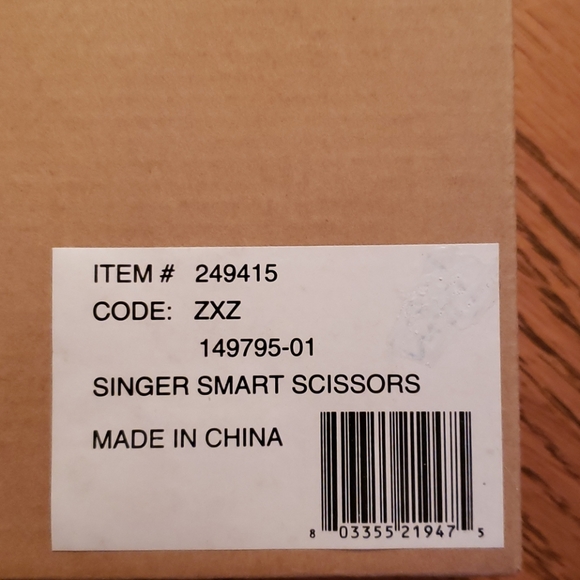 ITEM # 249415
CODE: ZXZ
149795-01
SINGER SMART SCISSORS
MADE IN CHINA
8 03355 21947 5